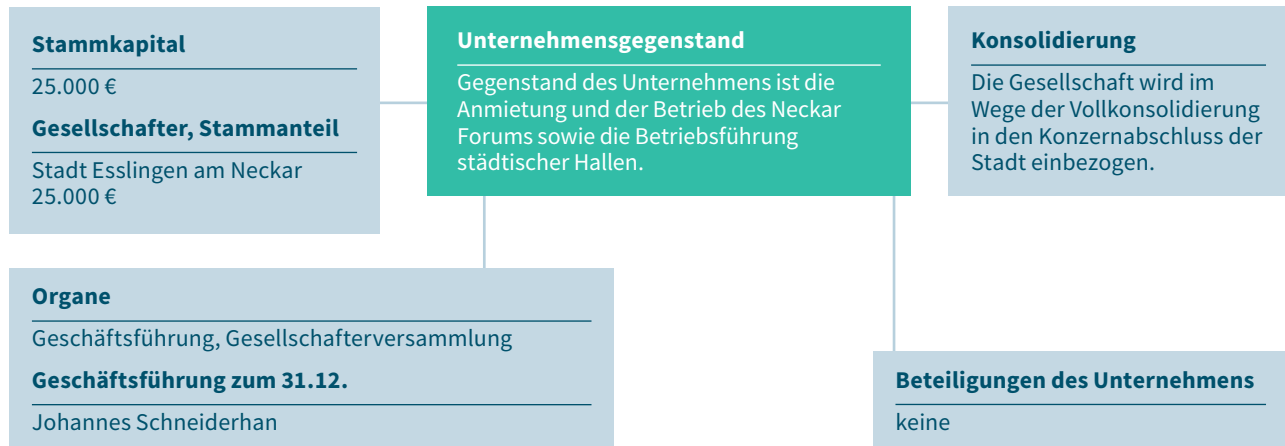 Stammkapital
25.000 €
Gesellschafter, Stammanteil
Stadt Esslingen am Neckar
25.000 €
Unternehmensgegenstand
Gegenstand des Unternehmens ist die
Anmietung und der Betrieb des Neckar
Forums sowie die Betriebsführung
städtischer Hallen.
Konsolidierung
Die Gesellschaft wird im
Wege der Vollkonsolidierung
in den Konzernabschluss der
Stadt einbezogen.
Organe
Geschäftsführung, Gesellschafterversammlung
Geschäftsführung zum 31.12.
Johannes Schneiderhan
Beteiligungen des Unternehmens
keine